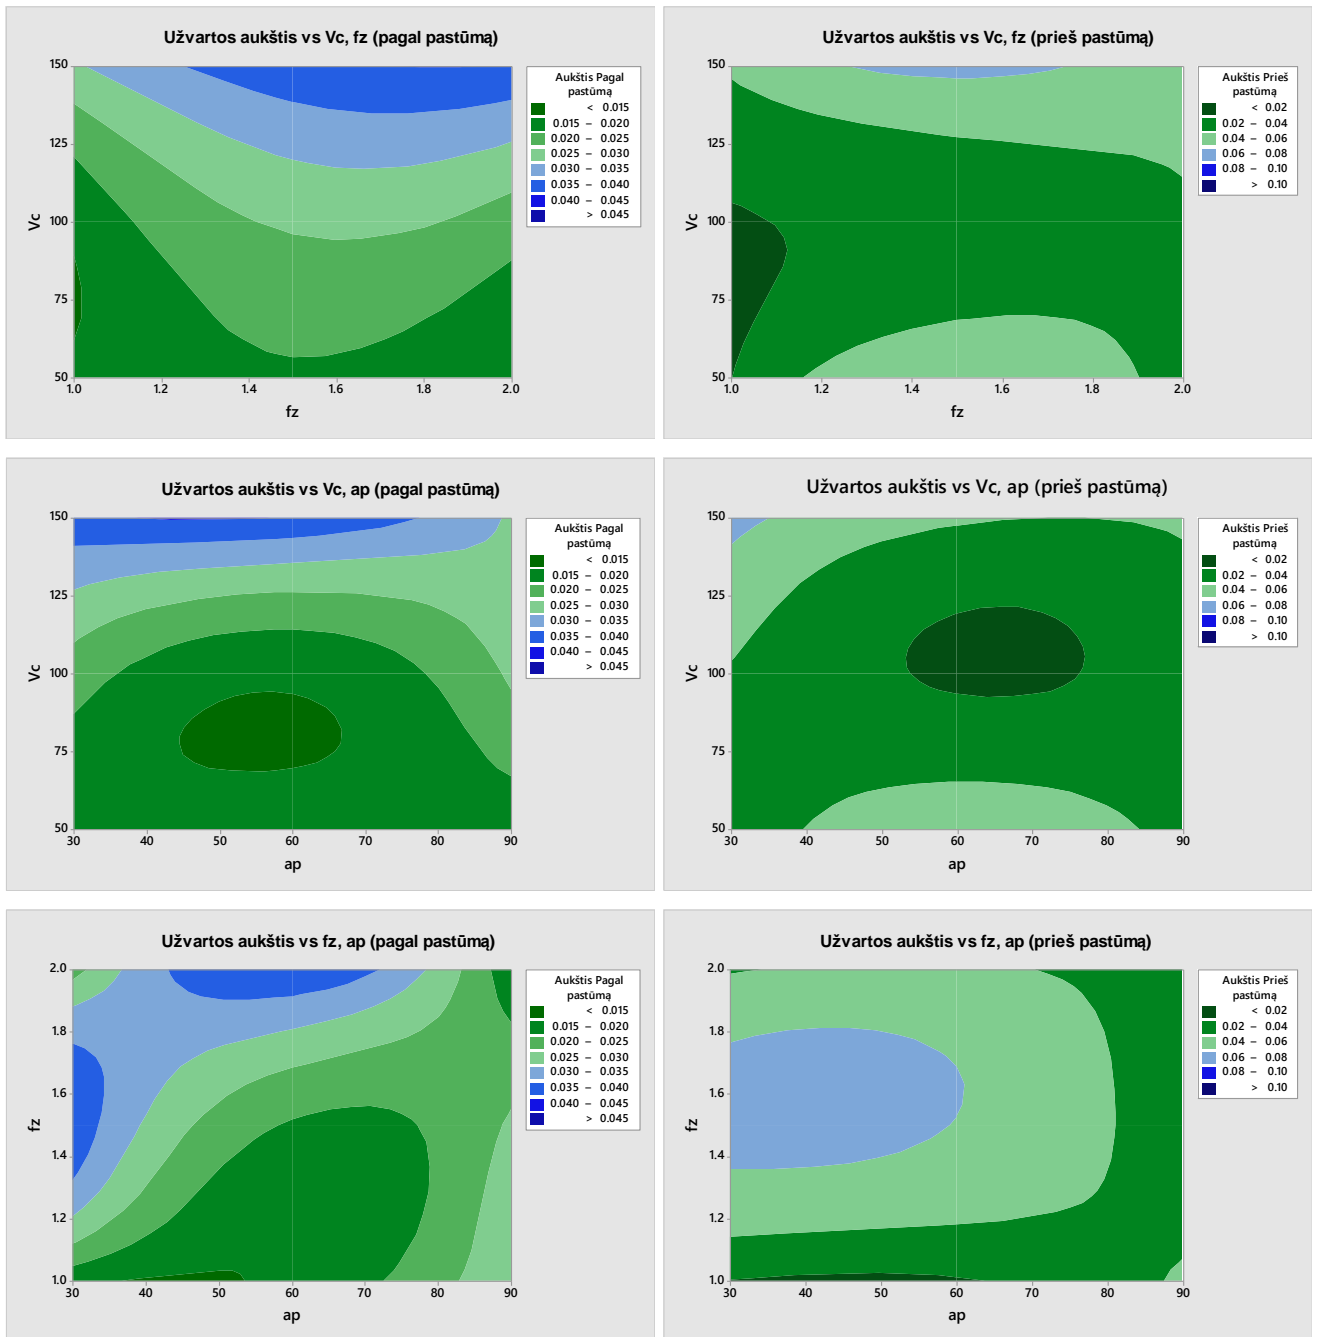 Užvartos aukštis vs Vc, fz (pagal pastūmą)
150
125
100
75
50
Vc
1.0 1.2 1.4 1.6 1.8 2.0
fz
Aukštis Pagal
pastūmą
< 0.015
0.015 – 0.020
0.020 – 0.025
0.025 – 0.030
0.030 – 0.035
0.035 – 0.040
0.040 – 0.045
> 0.045
Užvartos aukštis vs Vc, fz (prieš pastūmą)
150
125
100
75
50
Vc
1.0 1.2 1.4 1.6 1.8 2.0
fz
Aukštis Prieš
pastūmą
< 0.02
0.02 – 0.04
0.04 – 0.06
0.06 – 0.08
0.08 – 0.10
> 0.10
Užvartos aukštis vs Vc, ap (pagal pastūmą)
150
125
100
75
50
Vc
30 40 50 60 70 80 90
ap
Aukštis Pagal
pastūmą
< 0.015
0.015 – 0.020
0.020 – 0.025
0.025 – 0.030
0.030 – 0.035
0.035 – 0.040
0.040 – 0.045
> 0.045
Užvartos aukštis vs Vc, ap (prieš pastūmą)
150
125
100
75
50
Vc
30 40 50 60 70 80 90
ap
Aukštis Prieš
pastūmą
< 0.02
0.02 – 0.04
0.04 – 0.06
0.06 – 0.08
0.08 – 0.10
> 0.10
Užvartos aukštis vs fz, ap (pagal pastūmą)
2.0
1.8
1.6
1.4
1.2
1.0
fz
30 40 50 60 70 80 90
ap
Aukštis Pagal
pastūmą
< 0.015
0.015 – 0.020
0.020 – 0.025
0.025 – 0.030
0.030 – 0.035
0.035 – 0.040
0.040 – 0.045
> 0.045
Užvartos aukštis vs fz, ap (prieš pastūmą)
2.0
1.8
1.6
1.4
1.2
1.0
fz
30 40 50 60 70 80 90
ap
Aukštis Prieš
pastūmą
< 0.02
0.02 – 0.04
0.04 – 0.06
0.06 – 0.08
0.08 – 0.10
> 0.10